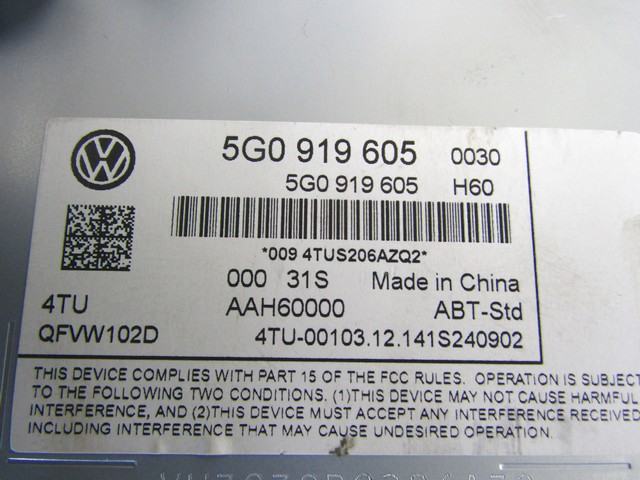 5G0 919 605 0030
5G0 919 605 H60
*009 4TUS206AZQ2*
000 31S Made in China
4TU AAH60000 ABT-Std
QFVW102D 4TU-00103.12.141S240902
THIS DEVICE COMPLIES WITH PART 15 OF THE FCC RULES. OPERATION IS SUBJECT
TO THE FOLLOWING TWO CONDITIONS. (1)THIS DEVICE MAY NOT CAUSE HARMFUL
INTERFERENCE, AND (2)THIS DEVICE MUST ACCEPT ANY INTERFERENCE RECEIVED
INCLUDING INTERFERENCE THAT MAY CAUSE UNDESIRED OPERATION.